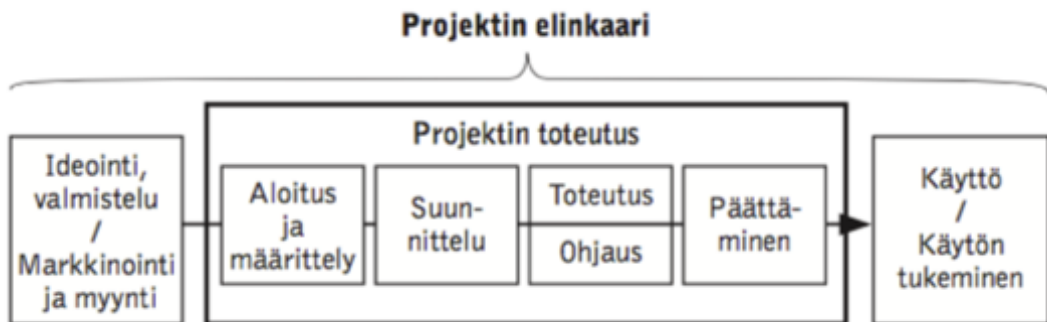 Projektin elinkaari
Projektin toteutus
Ideointi,
valmistelu
/
Markkinointi
ja myynti
Aloitus
ja
määrittely
Suun-
nittelu
Toteutus
Ohjaus
Päättä-
minen
Käyttö
/
Käytön
tukeminen